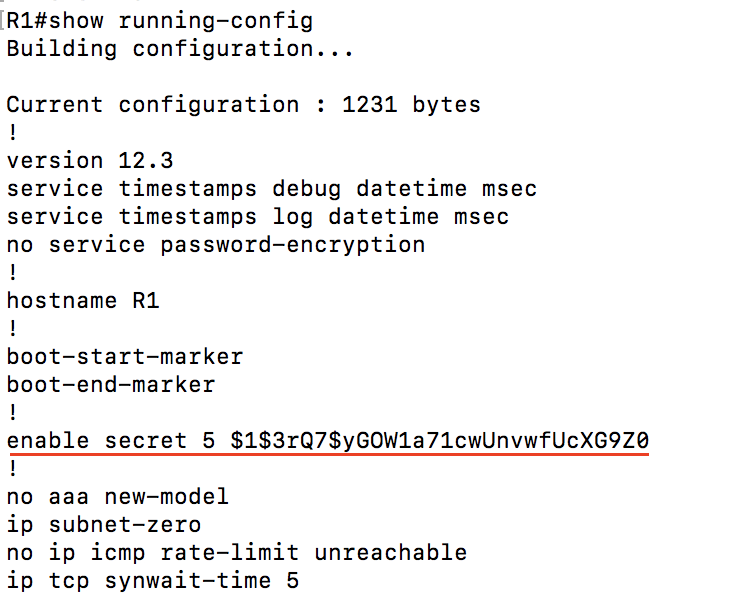 R1#show running-config
Building configuration...
Current configuration : 1231 bytes
!
version 12.3
service timestamps debug datetime msec
service timestamps log datetime msec
no service password-encryption
!
hostname R1
!
boot-start-marker
boot-end-marker
!
enable secret 5 $1$3rQ7$yGOW1a71cwUnvwfUcXG9Z0
!
no aaa new-model
ip subnet-zero
no ip icmp rate-limit unreachable
ip tcp synwait-time 5